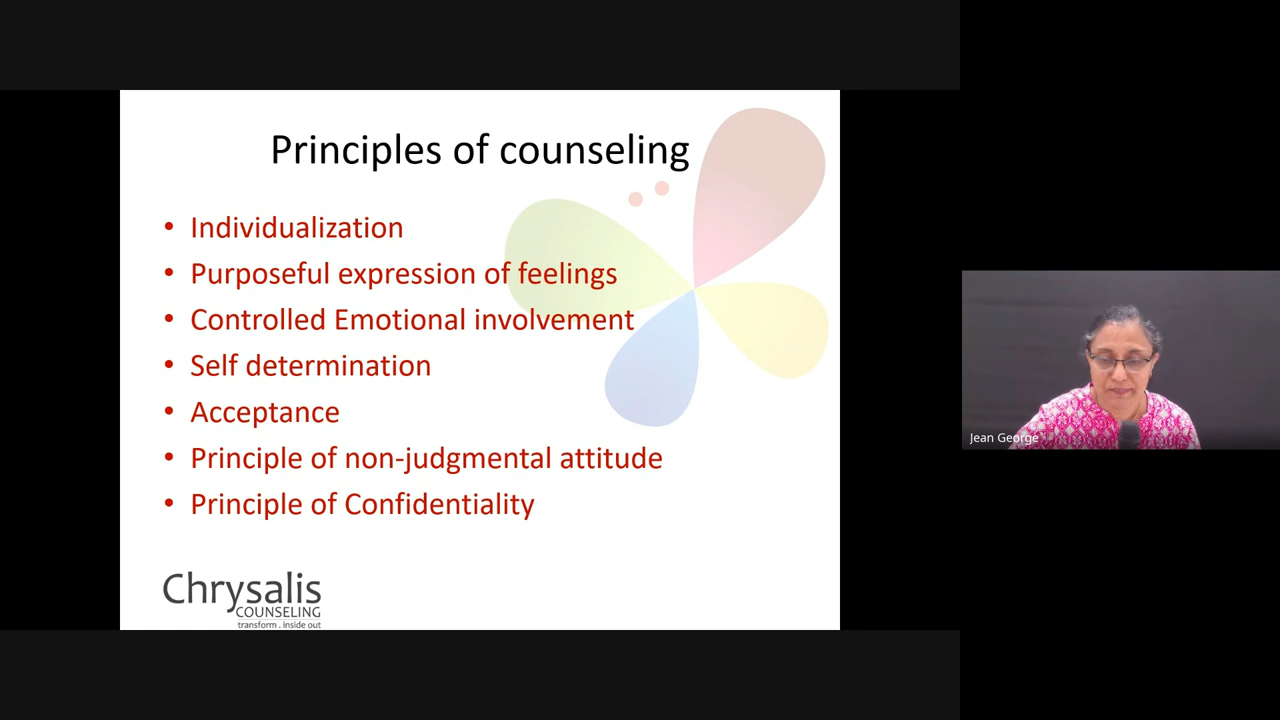 Principles of counseling
• Individualization
• Purposeful expression of feelings
• Controlled Emotional involvement
• Self determination
• Acceptance
• Principle of non-judgmental attitude
• Principle of Confidentiality
Chrysalis
COUNSELING
transform . inside out
Jean George